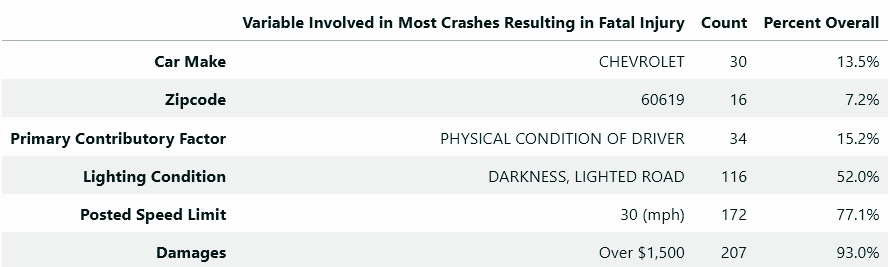 Variable Involved in Most Crashes Resulting in Fatal Injury Count Percent Overall
Car Make CHEVROLET 30 13.5%
Zipcode 60619 16 7.2%
Primary Contributory Factor PHYSICAL CONDITION OF DRIVER 34 15.2%
Lighting Condition DARKNESS, LIGHTED ROAD 116 52.0%
Posted Speed Limit 30 (mph) 172 77.1%
Damages Over $1,500 207 93.0%